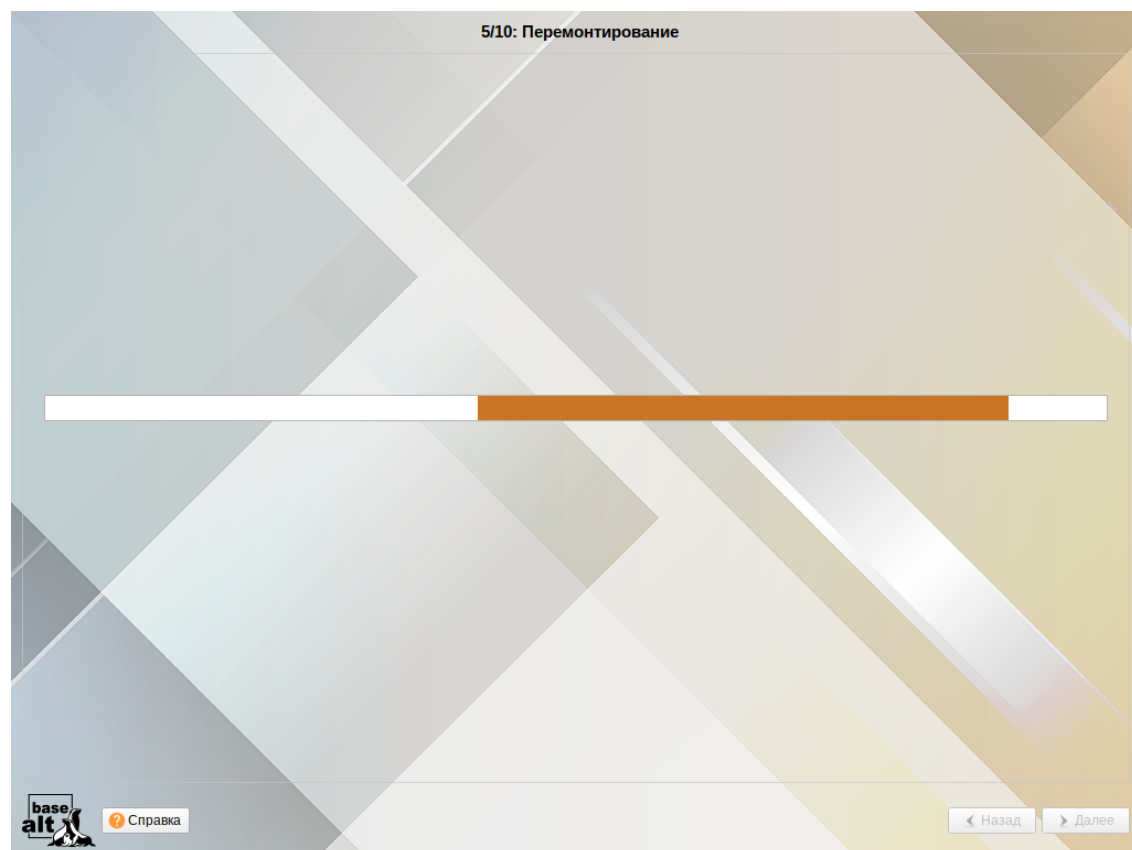 5/10: Перемонтирование
base
alt
? Справка
Назад
Далее